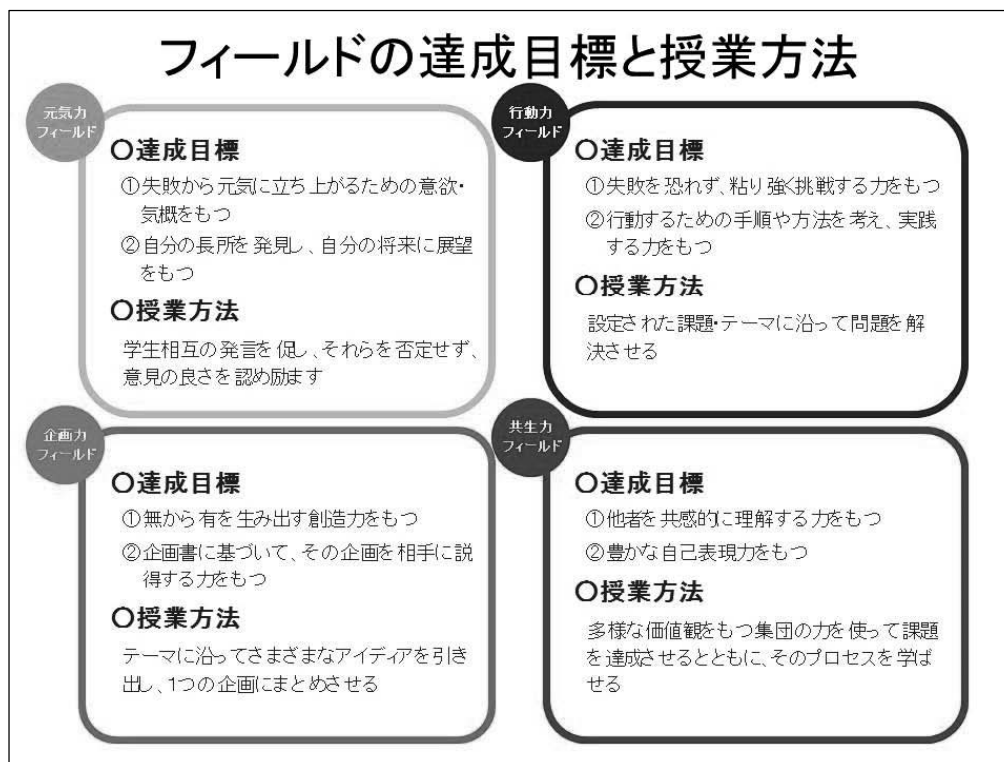 フィールドの達成目標と授業方法
元気力
フィールド
〇達成目標
①失敗から元気に立ち上がるための意欲・
気概をもつ
②自分の長所を発見し、自分の将来に展望
をもつ
〇授業方法
学生相互の発言を促し、それらを否定せず、
意見の良さを認め励ます
行動力
フィールド
〇達成目標
①失敗を恐れず、粘り強く挑戦する力をもつ
②行動するための手順や方法を考え、実践
する力をもつ
〇授業方法
設定された課題・テーマに沿って問題を解
決させる
企画力
フィールド
〇達成目標
①無から有を生み出す創造力をもつ
②企画書に基づいて、その企画を相手に説
得する力をもつ
〇授業方法
テーマに沿ってさまざまなアイディアを引き
出し、1つの企画にまとめさせる
共生力
フィールド
〇達成目標
①他者を共感的に理解する力をもつ
②豊かな自己表現力をもつ
〇授業方法
多様な価値観をもつ集団の力を使って課題
を達成させるとともに、そのプロセスを学ば
せる